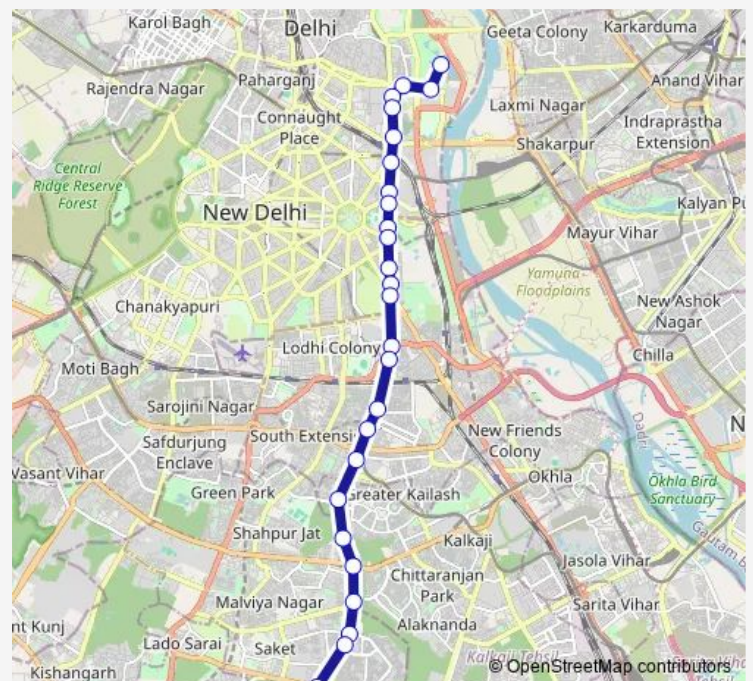 Karol Bagh
Delhi
Geeta Colony
Karkarduma
Rajendra Nagar
Paharganj
Anand Vihar
Connaught
Place
Laxmi Nagar
Indraprastha
Extension
Shakarpur
Central
Ridge Reserve
Forest
New Delhi
Kalyan Pu
Mayur Vihar
Yamuna
Floodplains
Chanakyapuri
New Ashok
Nagar
Lodhi Colony
Chilla
Moti Bagh
Sarojini Nagar
South Extensi
Safdurjung
Enclave
New Friends
Colony
Dadri
N
Vasant Vihar
Green Park
Greater Kailash
Okhla
Okhla Bird
Sanctuary
Shahpur Jat
Kalkaji
Gautam B
Jasola Vihar
Chittaranjan
Park
Malviya Nagar
Sarita Vihar
nt Kunj
Alaknanda
Lado Sarai
Saket
Kalkaji Tehsil
Kishangarh
© OpenStreetMap contributors